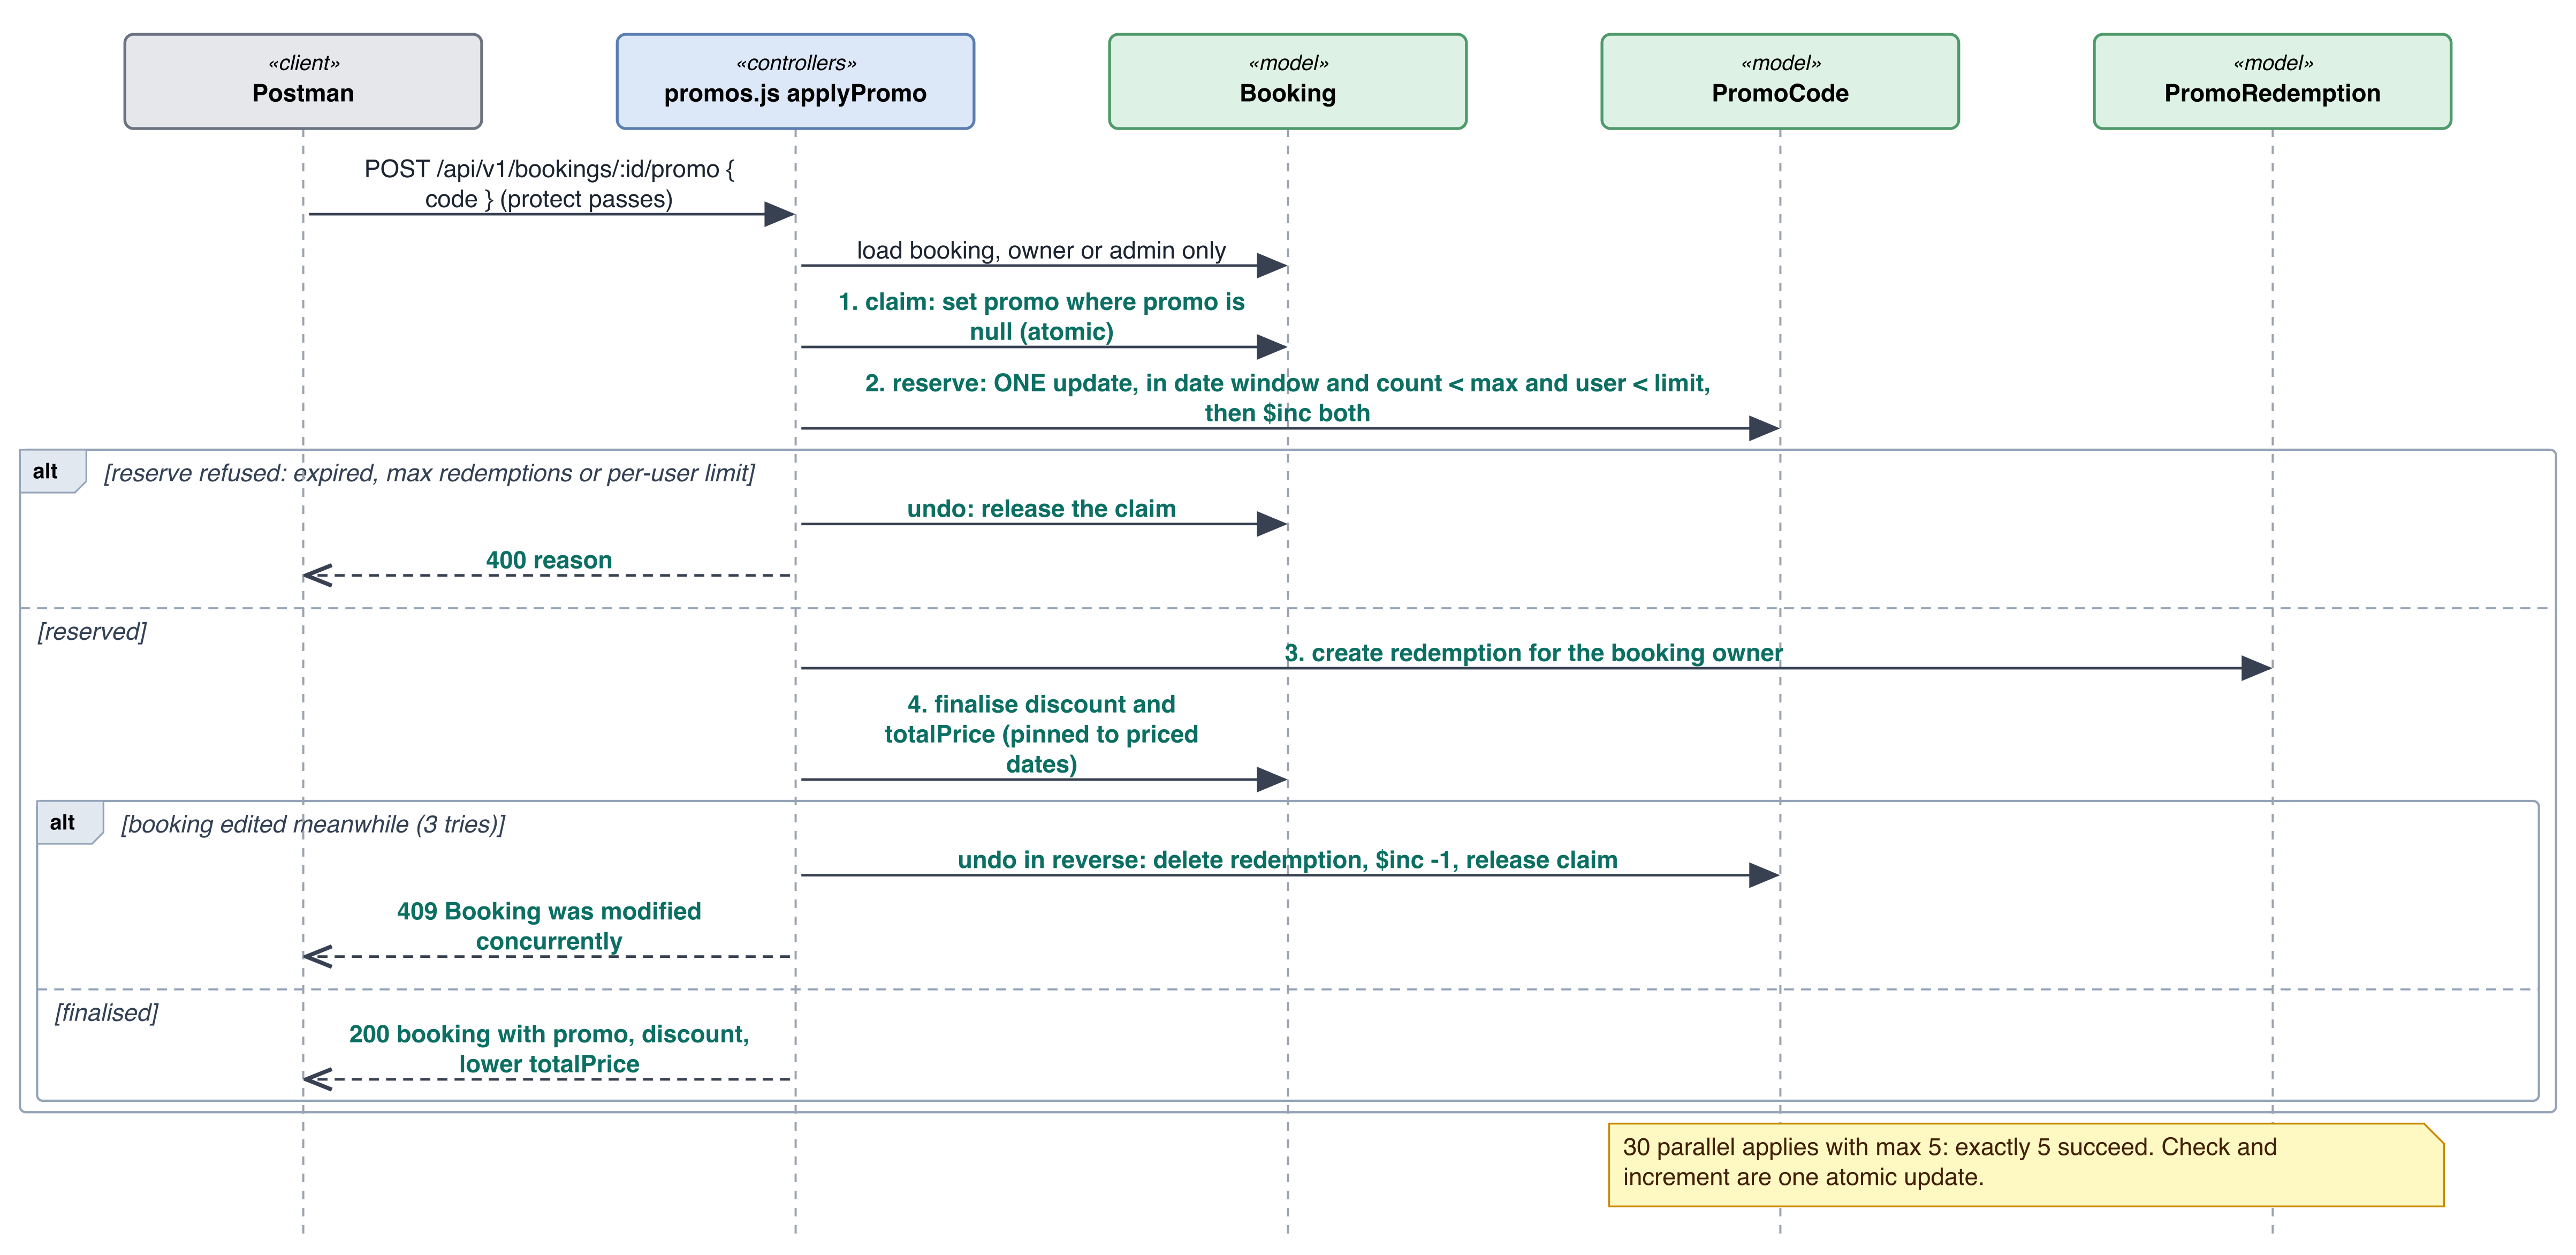 «client»
Postman
«controllers»
promos.js applyPromo
«model»
Booking
«model»
PromoCode
«model»
PromoRedemption
POST /api/v1/bookings/:id/promo {
code } (protect passes)
load booking, owner or admin only
1. claim: set promo where promo is
null (atomic)
2. reserve: ONE update, in date window and count < max and user < limit,
then $inc both
alt
[reserve refused: expired, max redemptions or per-user limit]
undo: release the claim
400 reason
[reserved]
3. create redemption for the booking owner
4. finalise discount and
totalPrice (pinned to priced
dates)
alt
[booking edited meanwhile (3 tries)]
undo in reverse: delete redemption, $inc -1, release claim
409 Booking was modified
concurrently
[finalised]
200 booking with promo, discount,
lower totalPrice
30 parallel applies with max 5: exactly 5 succeed. Check and
increment are one atomic update.